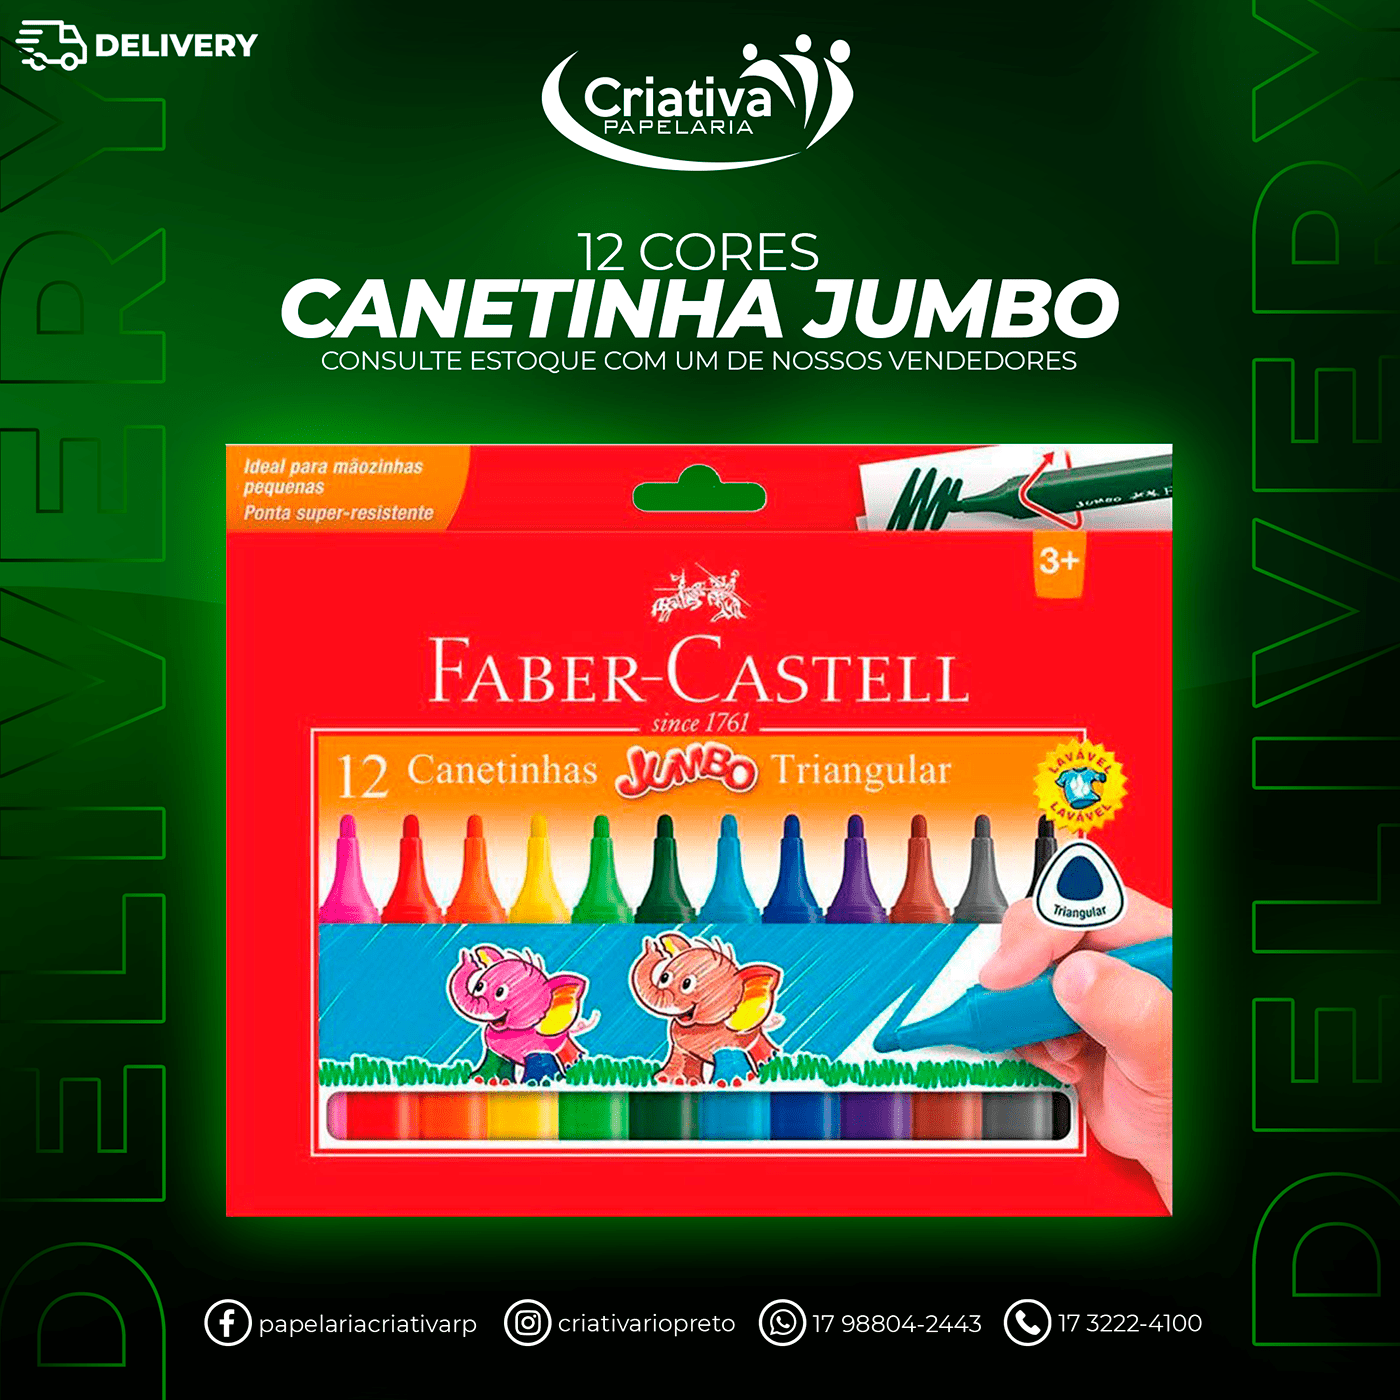 DELIVERY
Criativa
PAPELARIA
12 CORES
CANETINHA JUMBO
CONSULTE ESTOQUE COM UM DE NOSSOS VENDEDORES
Ideal para mãozinhas
pequenas
Ponta super-resistente
JUMBO
3+
FABER-CASTELL
since 1761
12 Canetinhas JUMBO Triangular
LAVÁVEL
LAVÁVEL
Triangular
DELIVERY
DELIVERY
papelariacriativarp
criativariopreto
17 98804-2443
17 3222-4100